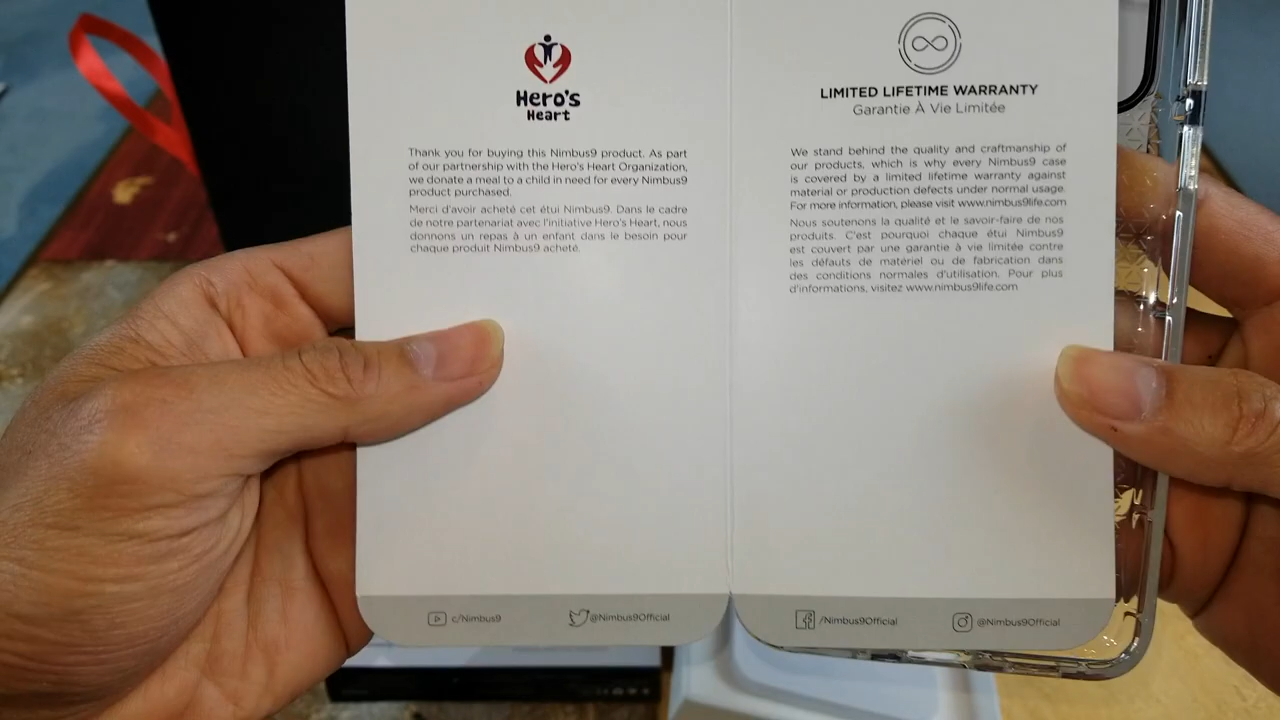 Hero's
Heart
Thank you for buying this Nimbus9 product. As part
of our partnership with the Hero's Heart Organization,
we donate a meal to a child in need for every Nimbus9
product purchased.
Merci d'avoir acheté cet étui Nimbus9. Dans le cadre
de notre partenariat avec l'initiative Hero's Heart, nous
donnons un repas à un enfant dans le besoin pour
chaque produit Nimbus9 acheté.
c/Nimbus9
@Nimbus9Official
LIMITED LIFETIME WARRANTY
Garantie À Vie Limitée
We stand behind the quality and craftmanship of
our products, which is why every Nimbus9 case
is covered by a limited lifetime warranty against
material or production defects under normal usage.
For more information, please visit www.nimbus9life.com
Nous soutenons la qualité et le savoir-faire de nos
produits. C'est pourquoi chaque étui Nimbus9
est couvert par une garantie à vie limitée contre
les défauts de matériel ou de fabrication dans
des conditions normales d'utilisation. Pour plus
d'informations, visitez www.nimbus9life.com
/Nimbus9Official
@Nimbus9Official